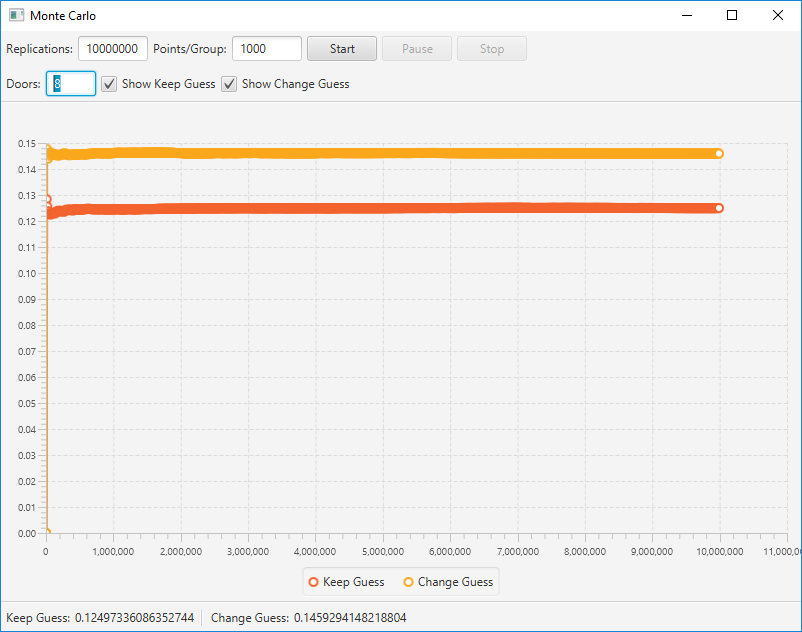 Monte Carlo
Replications: 10000000 Points/Group: 1000 Start Pause Stop
Doors: 8 Show Keep Guess Show Change Guess
0.15
0.14
0.13
0.12
0.11
0.10
0.09
0.08
0.07
0.06
0.05
0.04
0.03
0.02
0.01
0.00
0 1,000,000 2,000,000 3,000,000 4,000,000 5,000,000 6,000,000 7,000,000 8,000,000 9,000,000 10,000,000 11,000,0
Keep Guess Change Guess
Keep Guess: 0.12497336086352744 Change Guess: 0.1459294148218804